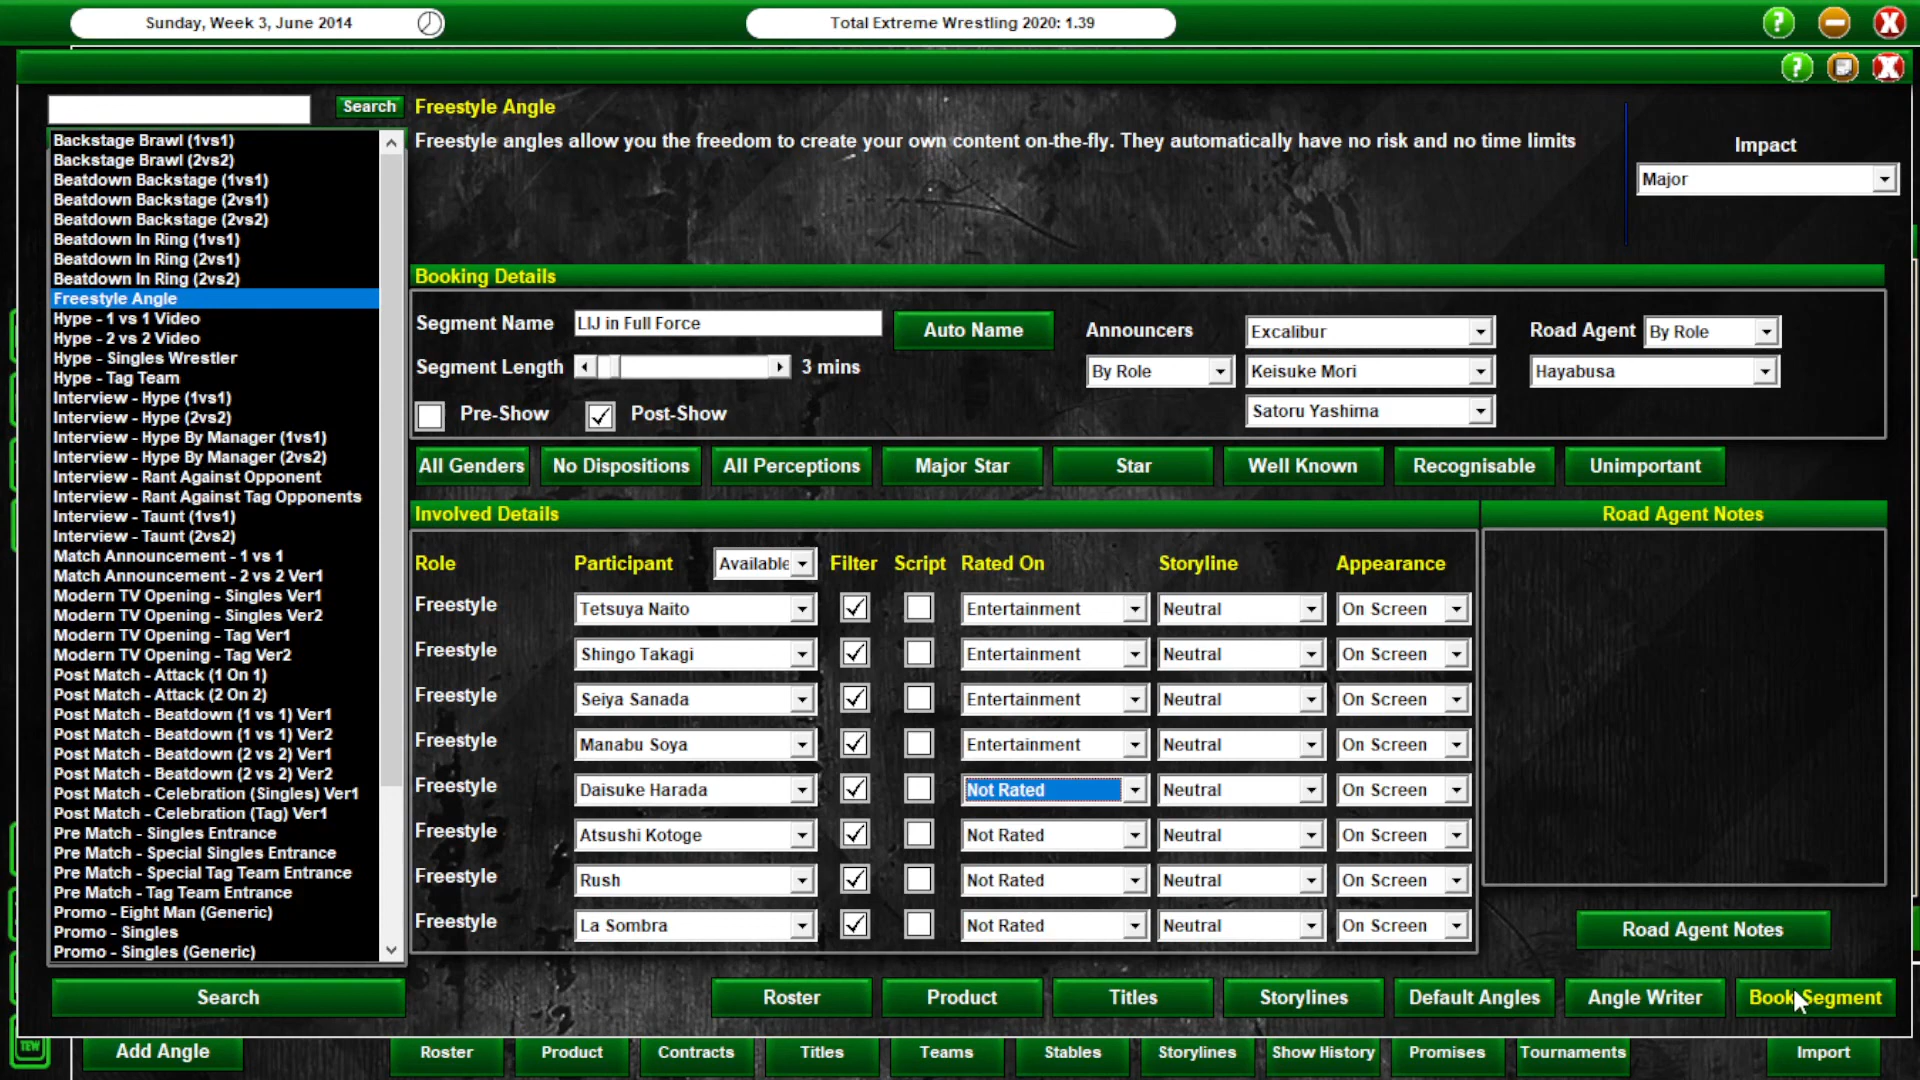 Sunday, Week 3, June 2014
Total Extreme Wrestling 2020: 1.39
Search
Freestyle Angle
Freestyle angles allow you the freedom to create your own content on-the-fly. They automatically have no risk and no time limits
Impact
Major
Backstage Brawl (1vs1)
Backstage Brawl (2vs2)
Beatdown Backstage (1vs1)
Beatdown Backstage (2vs1)
Beatdown Backstage (2vs2)
Beatdown In Ring (1vs1)
Beatdown In Ring (2vs1)
Beatdown In Ring (2vs2)
Freestyle Angle
Hype - 1 vs 1 Video
Hype - 2 vs 2 Video
Hype - Singles Wrestler
Hype - Tag Team
Interview - Hype (1vs1)
Interview - Hype (2vs2)
Interview - Hype By Manager (1vs1)
Interview - Hype By Manager (2vs2)
Interview - Rant Against Opponent
Interview - Rant Against Tag Opponents
Interview - Taunt (1vs1)
Interview - Taunt (2vs2)
Match Announcement - 1 vs 1
Match Announcement - 2 vs 2 Ver1
Modern TV Opening - Singles Ver1
Modern TV Opening - Singles Ver2
Modern TV Opening - Tag Ver1
Modern TV Opening - Tag Ver2
Post Match - Attack (1 On 1)
Post Match - Attack (2 On 2)
Post Match - Beatdown (1 vs 1) Ver1
Post Match - Beatdown (1 vs 1) Ver2
Post Match - Beatdown (2 vs 2) Ver1
Post Match - Beatdown (2 vs 2) Ver2
Post Match - Celebration (Singles) Ver1
Post Match - Celebration (Tag) Ver1
Pre Match - Singles Entrance
Pre Match - Special Singles Entrance
Pre Match - Special Tag Team Entrance
Pre Match - Tag Team Entrance
Promo - Eight Man (Generic)
Promo - Singles
Promo - Singles (Generic)
Search
Booking Details
Segment Name LIJ in Full Force Auto Name Announcers Excalibur Road Agent By Role
Segment Length 3 mins By Role Keisuke Mori Hayabusa
Pre-Show Post-Show Satoru Yashima
All Genders No Dispositions All Perceptions Major Star Star Well Known Recognisable Unimportant
Involved Details
Road Agent Notes
Role Participant Available Filter Script Rated On Storyline Appearance
Freestyle Tetsuya Naito Entertainment Neutral On Screen
Freestyle Shingo Takagi Entertainment Neutral On Screen
Freestyle Seiya Sanada Entertainment Neutral On Screen
Freestyle Manabu Soya Entertainment Neutral On Screen
Freestyle Daisuke Harada Not Rated Neutral On Screen
Freestyle Atsushi Kotoge Not Rated Neutral On Screen
Freestyle Rush Not Rated Neutral On Screen
Freestyle La Sombra Not Rated Neutral On Screen
Road Agent Notes
Roster Product Titles Storylines Default Angles Angle Writer Book Segment
TEW
Add Angle Roster Product Contracts Titles Teams Stables Storylines Show History Promises Tournaments Import